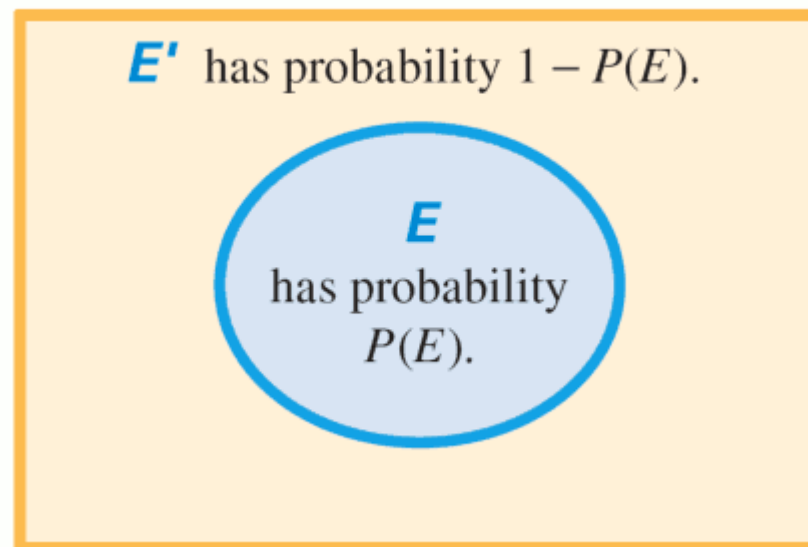 E' has probability 1 – P(E).
E
has probability
P(E).